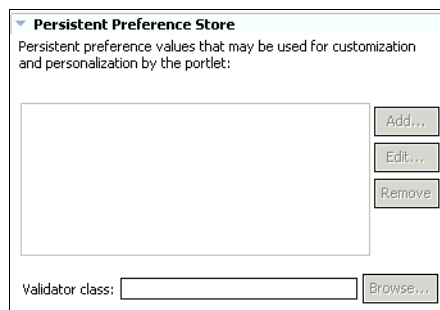 Persistent Preference Store
Persistent preference values that may be used for customization
and personalization by the portlet:
Add...
Edit...
Remove
Validator class:
Browse...